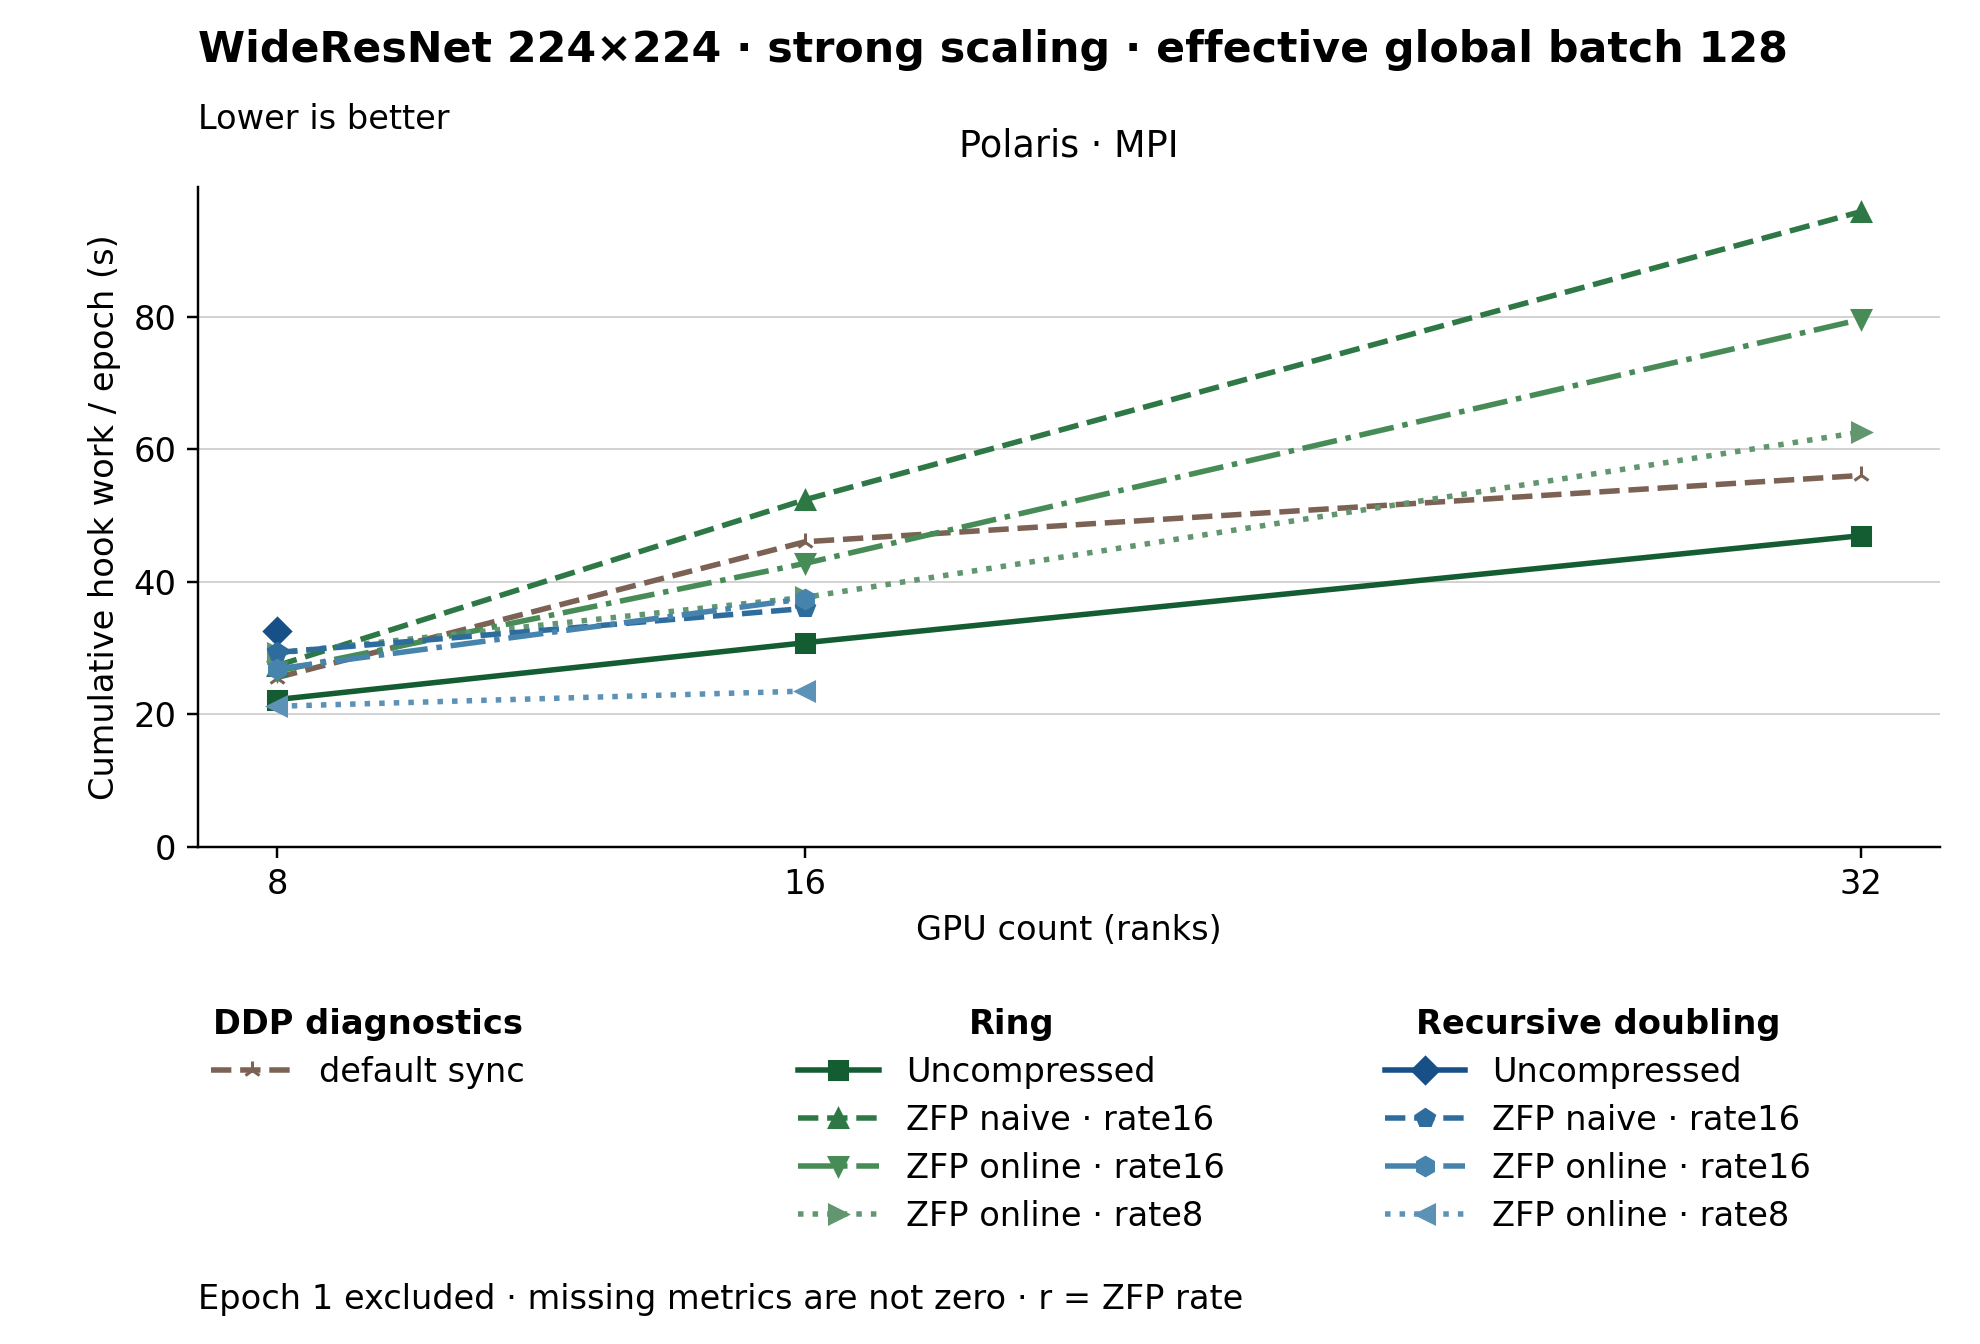 WideResNet 224×224 · strong scaling · effective global batch 128
Lower is better
Polaris · MPI
Cumulative hook work / epoch (s)
80
60
40
20
0
8
16
32
GPU count (ranks)
DDP diagnostics
default sync
Ring
Uncompressed
ZFP naive · rate16
ZFP online · rate16
ZFP online · rate8
Recursive doubling
Uncompressed
ZFP naive · rate16
ZFP online · rate16
ZFP online · rate8
Epoch 1 excluded · missing metrics are not zero · r = ZFP rate